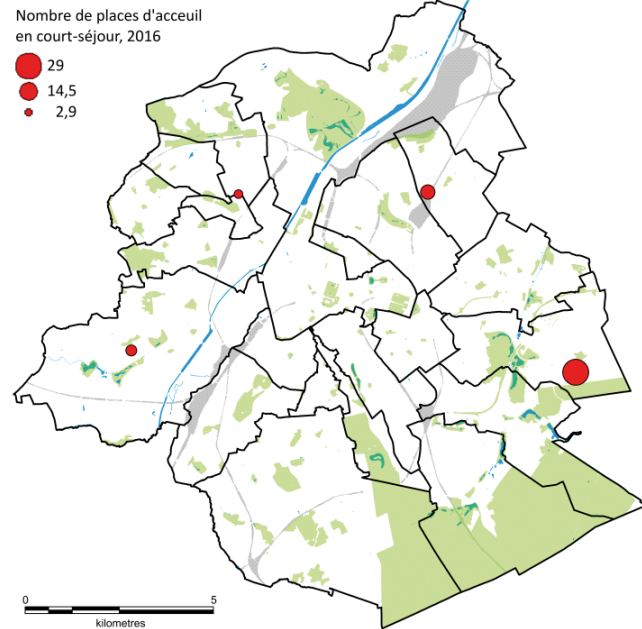 Nombre de places d'acceuil
en court-séjour, 2016
29
14,5
2,9
0 5
kilometres